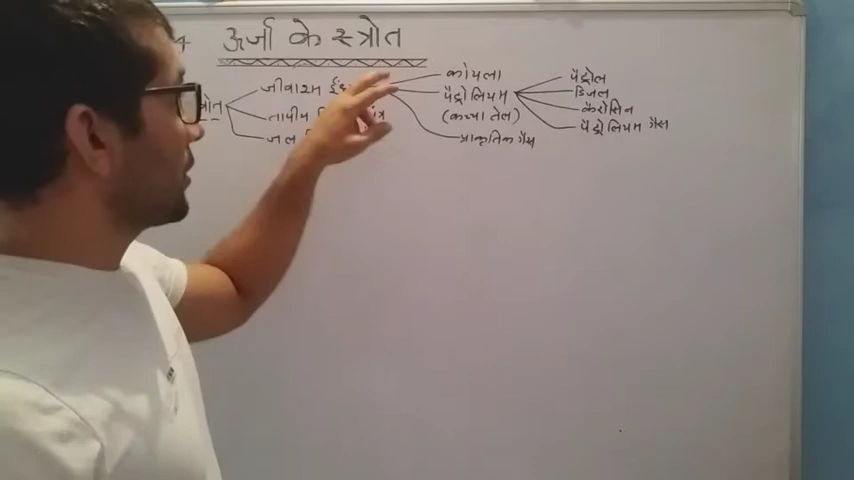 ऊर्जा के स्त्रोत
जीवाश्म
तापीय
जल
कोयला
पैट्रोलियम
(कच्चा तेल)
प्राकृतिक गैस
पैट्रोल
डिजल
कैरोसिन
पैट्रोलियम गैस